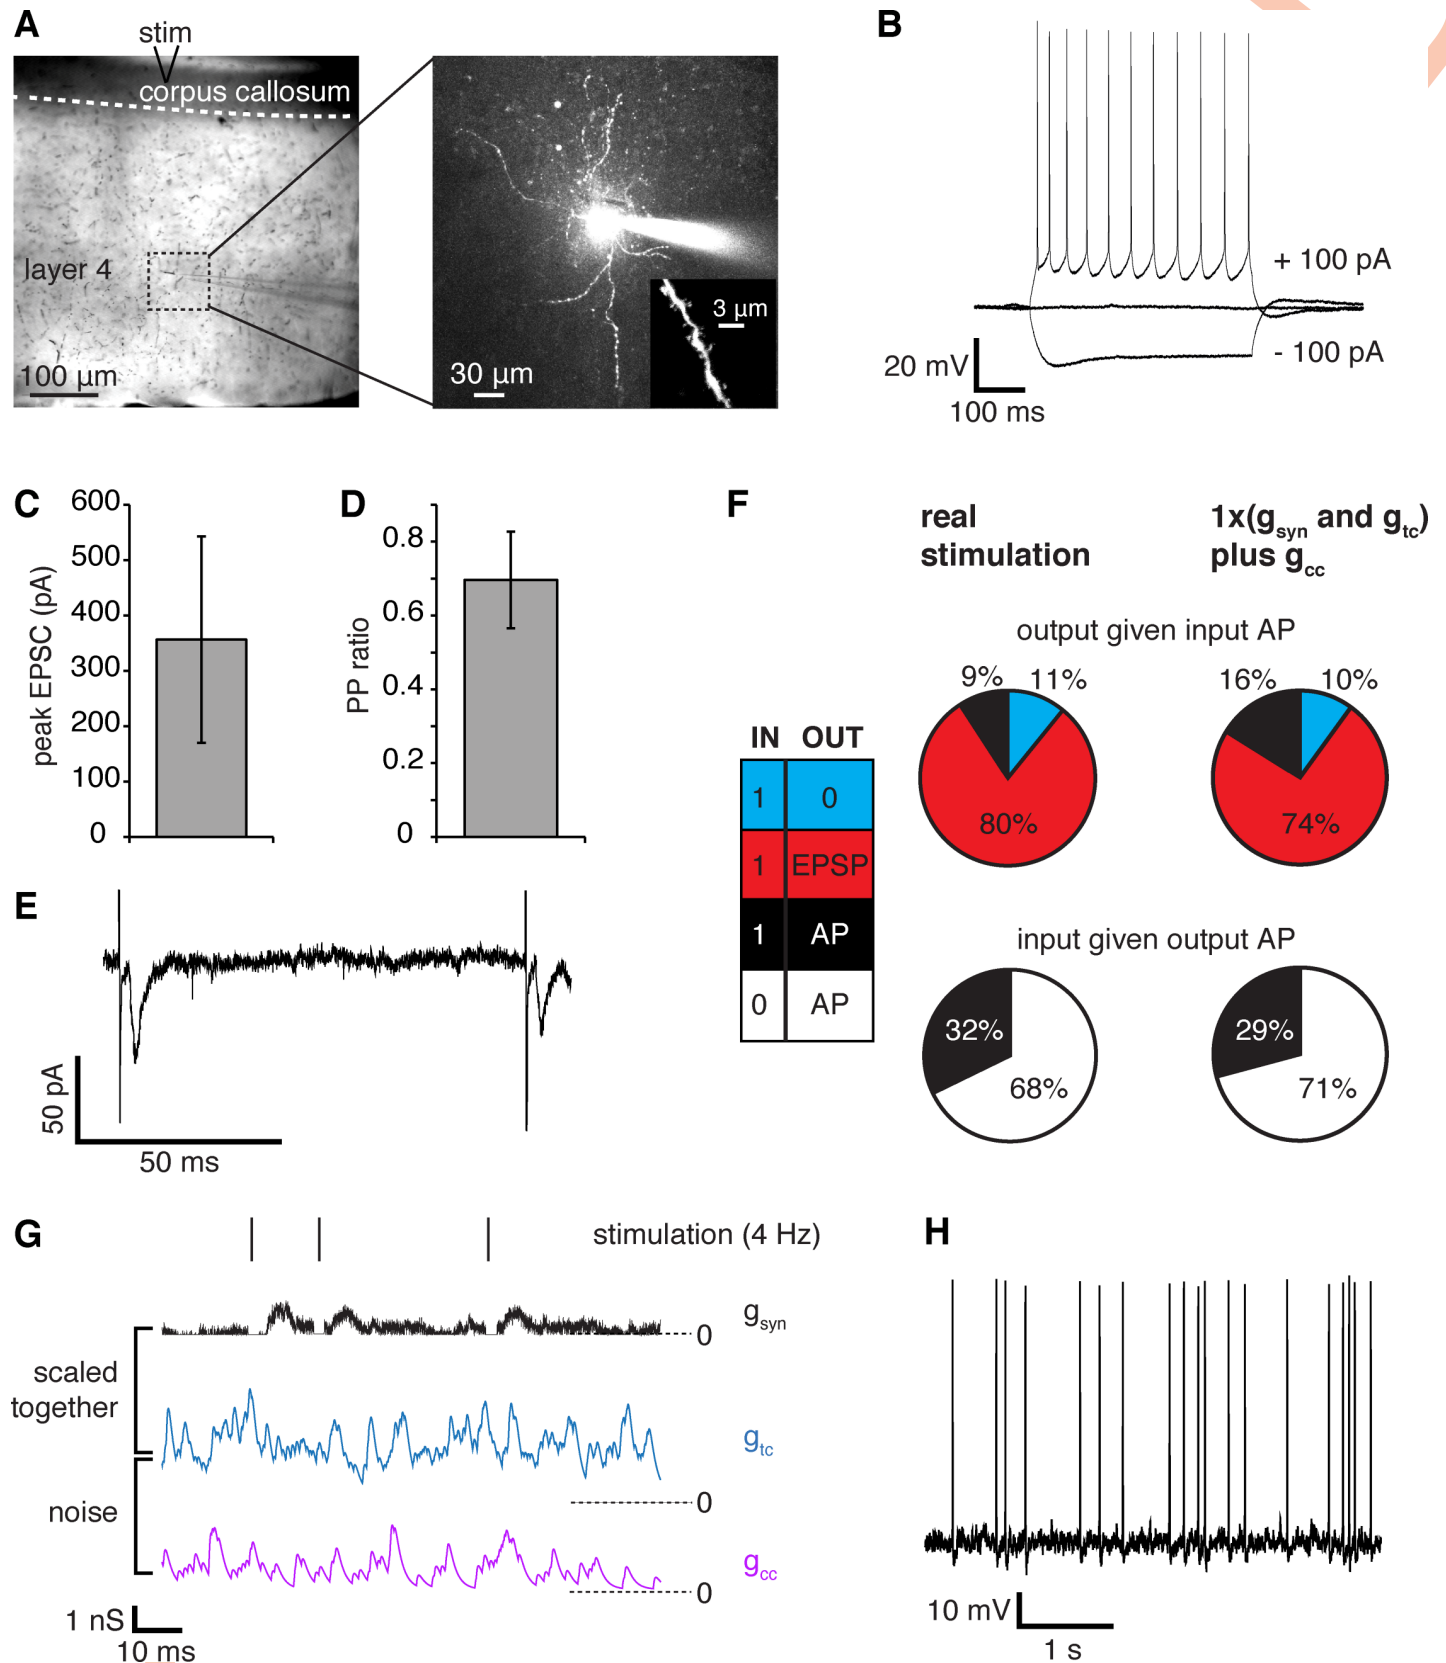 A
stim
corpus callosum
layer 4
100 µm
30 µm
3 µm
B
+ 100 pA
- 100 pA
20 mV
100 ms
C
peak EPSC (pA)
600
500
400
300
200
100
0
D
PP ratio
0.8
0.6
0.4
0.2
0
E
50 pA
50 ms
F
real
stimulation
1x(gsyn and gtc)
plus gcc
output given input AP
9%
11%
80%
16%
10%
74%
IN OUT
1 0
1 EPSP
1 AP
0 AP
input given output AP
32%
68%
29%
71%
G
stimulation (4 Hz)
gsyn
0
scaled
together
gtc
0
noise
gcc
0
1 nS
10 ms
H
10 mV
1 s